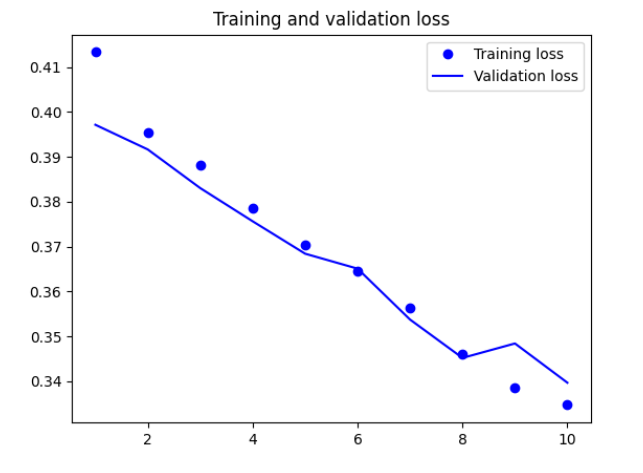 Training and validation loss
Training loss
Validation loss
0.41
0.40
0.39
0.38
0.37
0.36
0.35
0.34
2 4 6 8 10